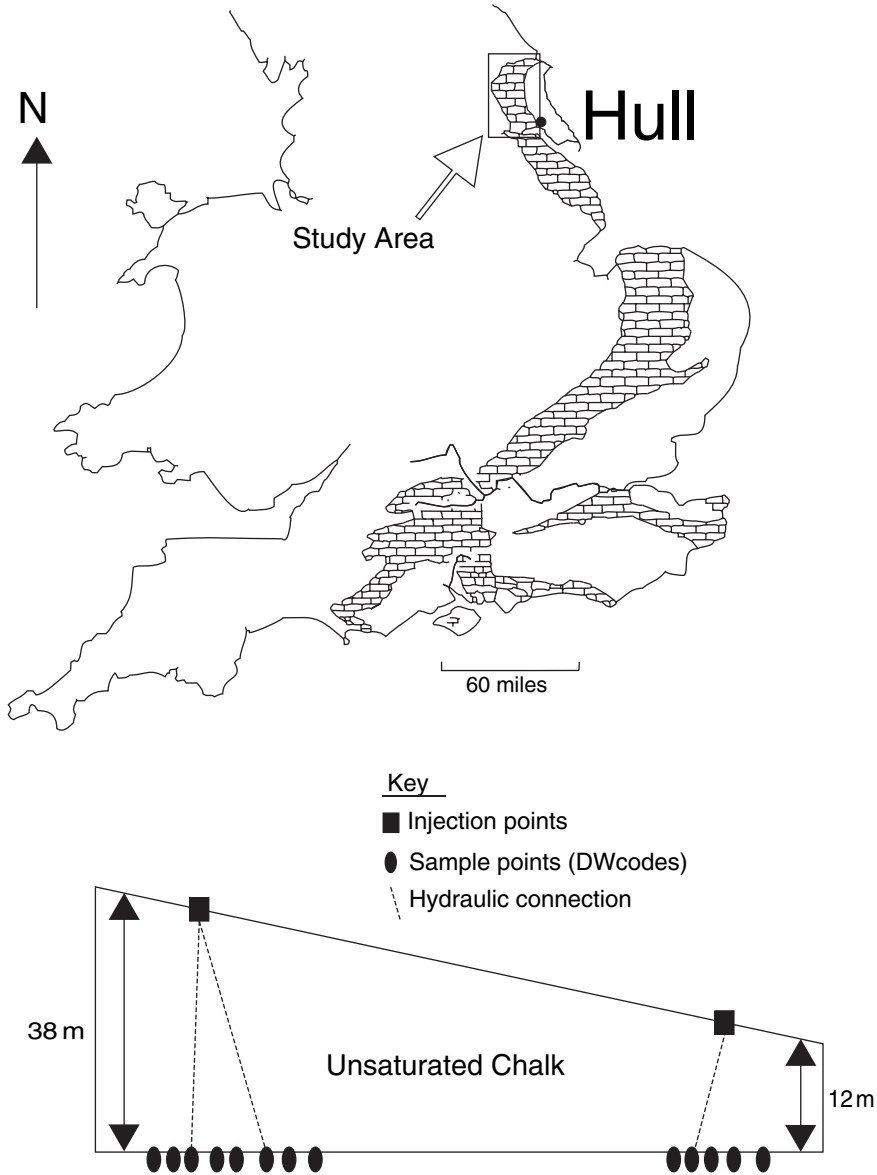 N
Hull
Study Area
60 miles
Key
Injection points
Sample points (DWcodes)
Hydraulic connection
38 m
Unsaturated Chalk
12 m